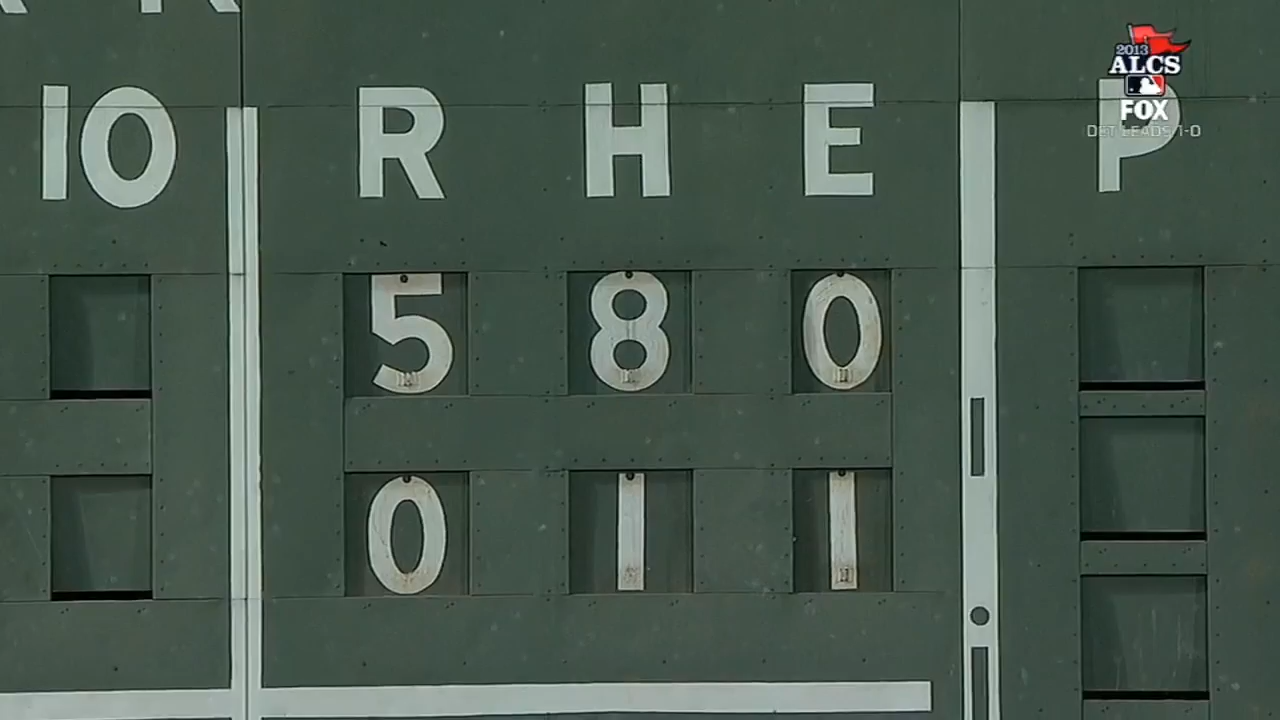 2013
ALCS
FOX
DET LEADS 1-0
10 R H E P
5 8 0
0 1 1